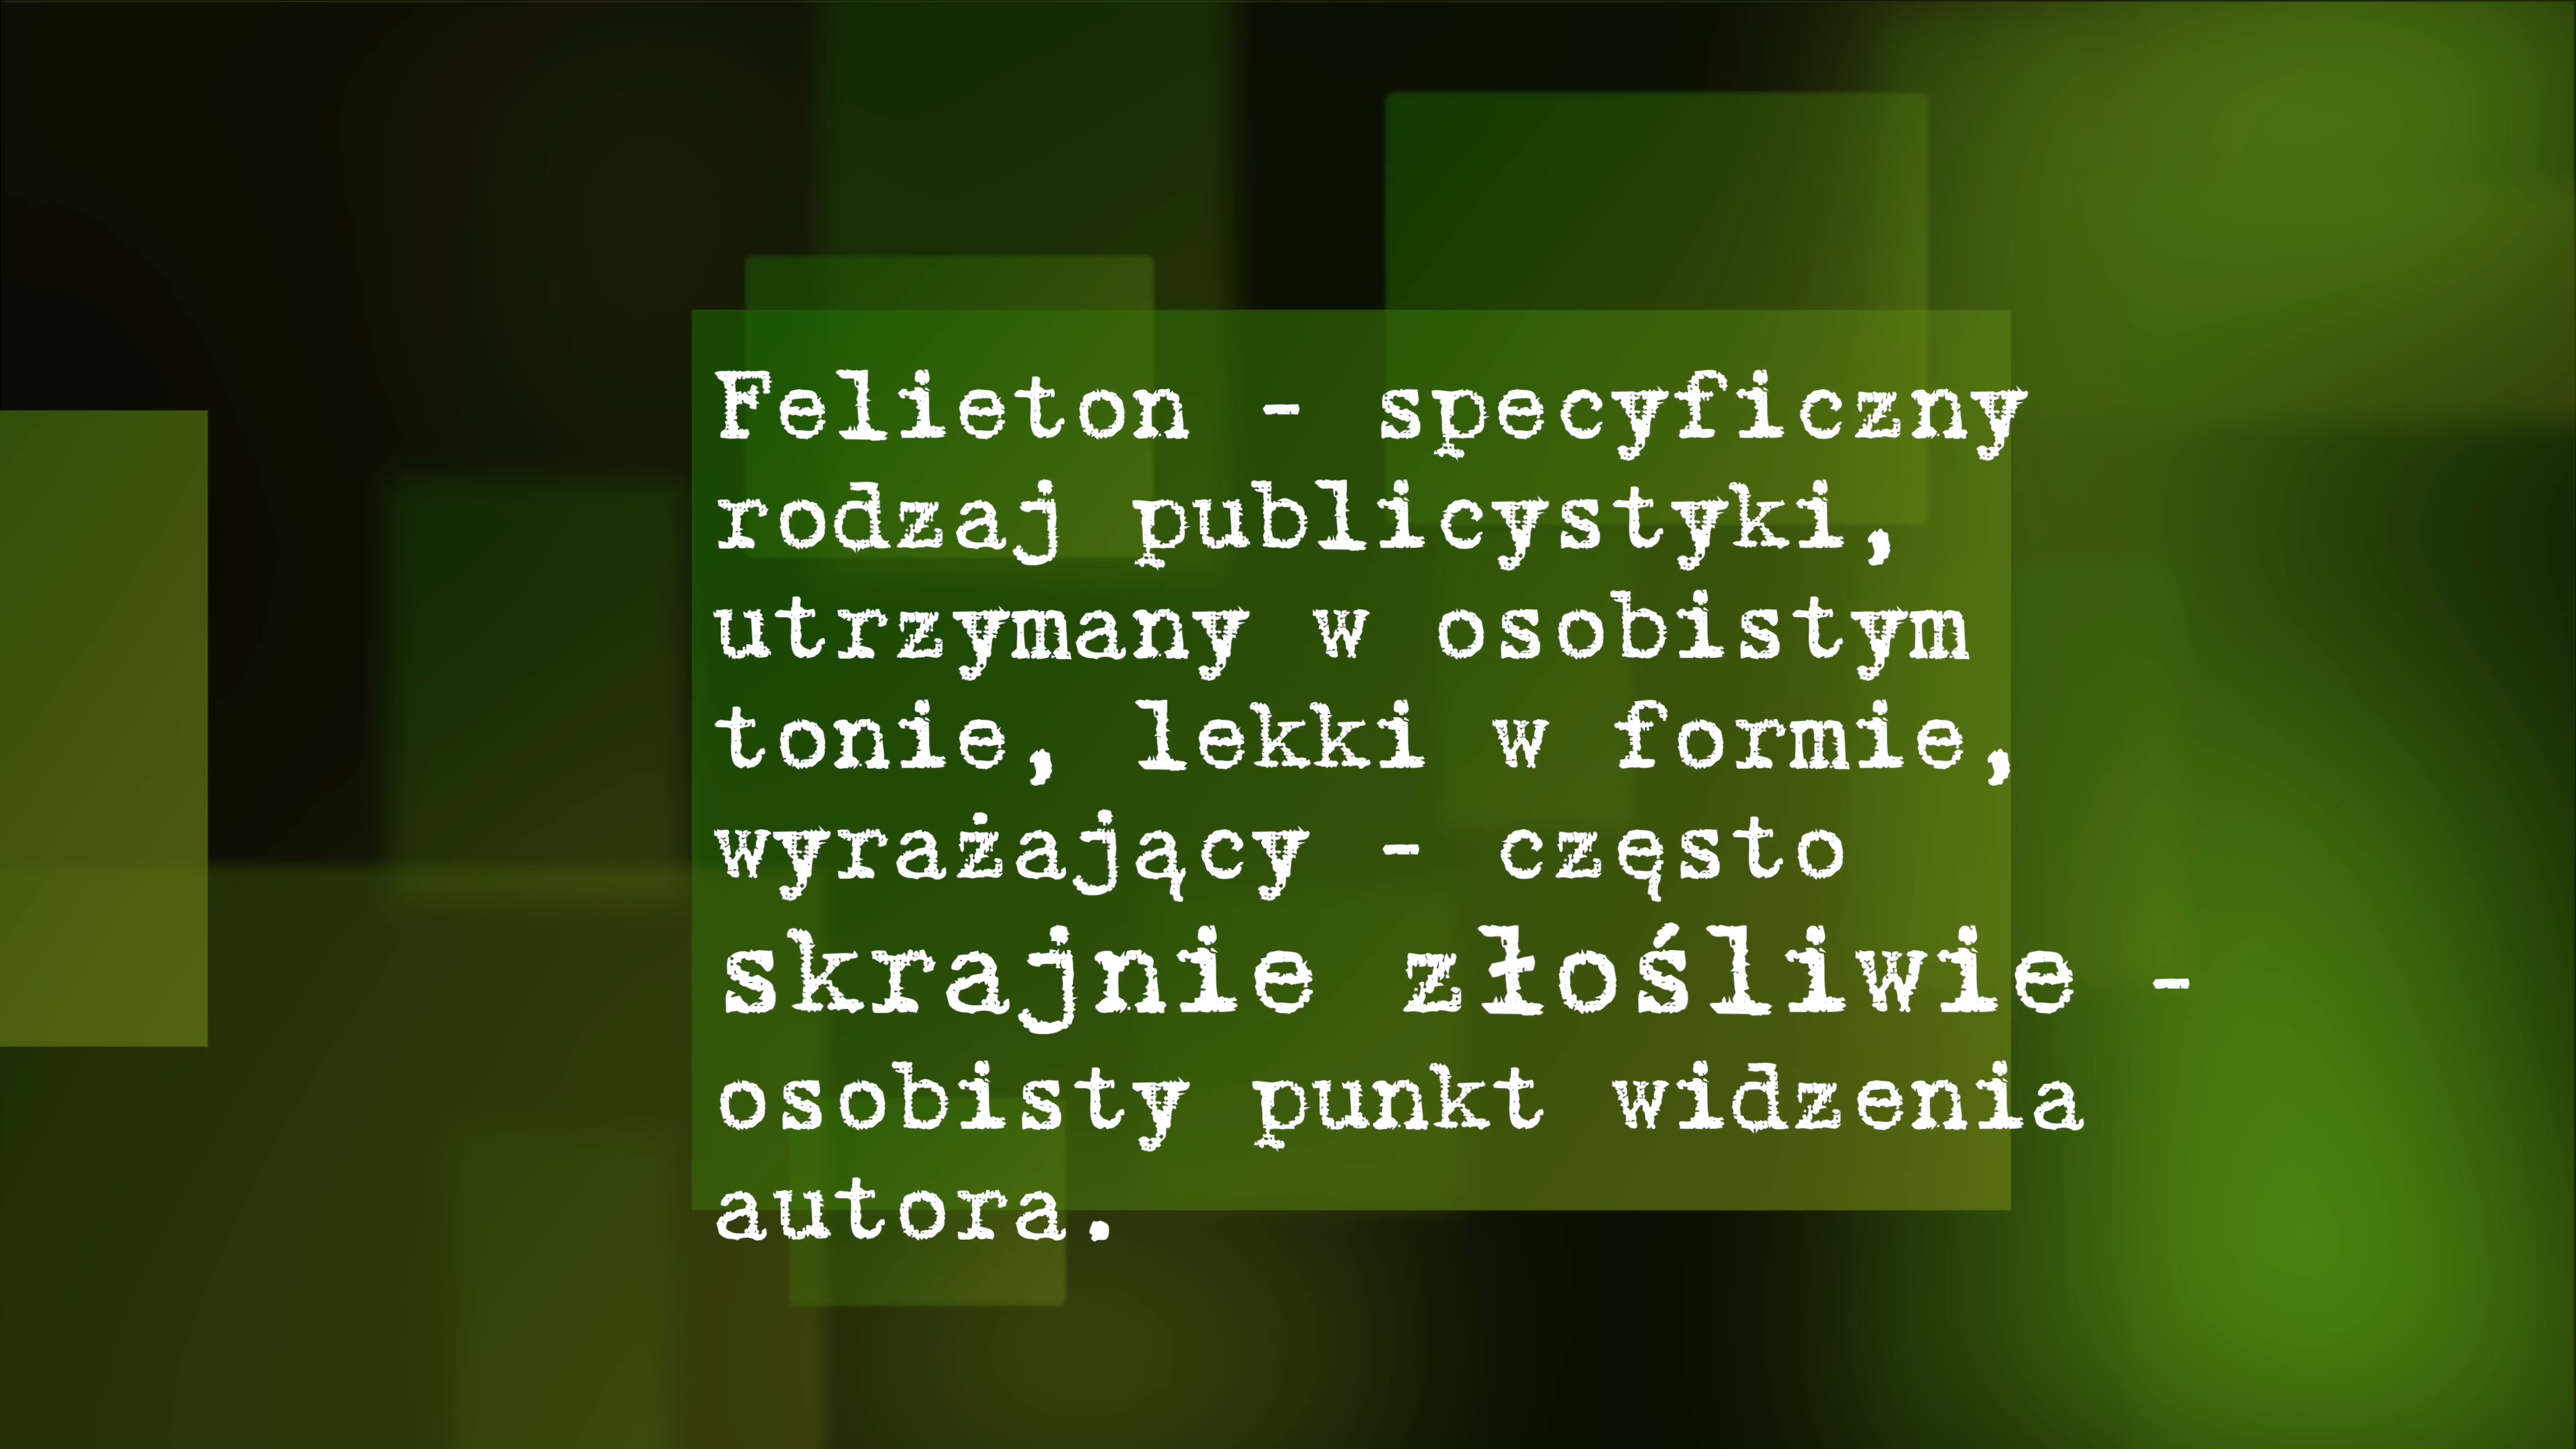 Felieton - specyficzny
rodzaj publicystyki,
utrzymany w osobistym
tonie, lekki w formie,
wyrażający - często
skrajnie złośliwie -
osobisty punkt widzenia
autora.